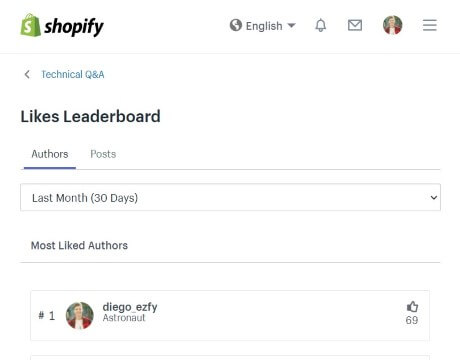 shopify
English
Technical Q&A
Likes Leaderboard
Authors Posts
Last Month (30 Days)
Most Liked Authors
# 1 diego_ezfy
Astronaut
69